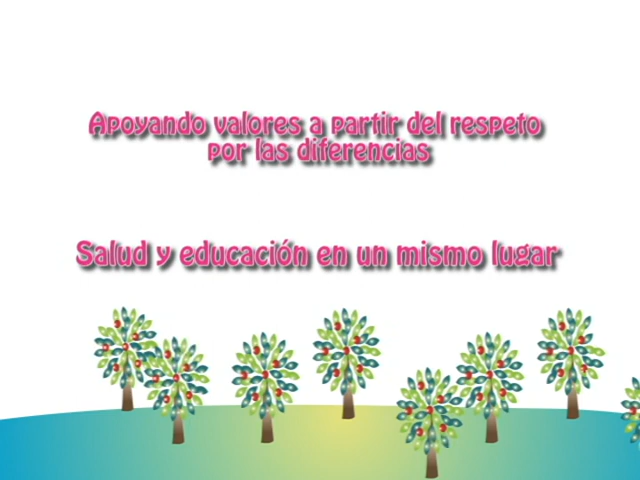 Apoyando valores a partir del respeto
por las diferencias
Salud y educación en un mismo lugar